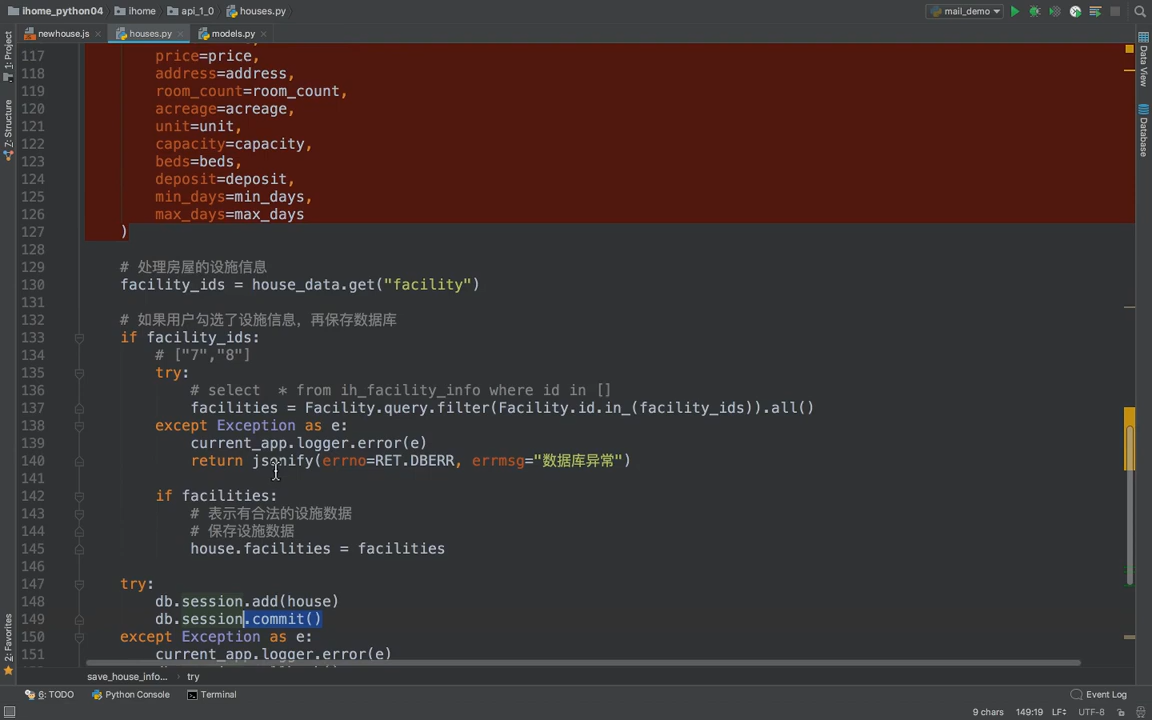 ihome_python04 ihome api_1_0 houses.py mail_demo
newhouse.js houses.py models.py
1: Project
Z: Structure
2: Favorites
Data View
Database
117 price=price,
118 address=address,
119 room_count=room_count,
120 acreage=acreage,
121 unit=unit,
122 capacity=capacity,
123 beds=beds,
124 deposit=deposit,
125 min_days=min_days,
126 max_days=max_days
127 )
128
129 # 处理房屋的设施信息
130 facility_ids = house_data.get("facility")
131
132 # 如果用户勾选了设施信息，再保存数据库
133 if facility_ids:
134 # ["7","8"]
135 try:
136 # select  * from ih_facility_info where id in []
137 facilities = Facility.query.filter(Facility.id.in_(facility_ids)).all()
138 except Exception as e:
139 current_app.logger.error(e)
140 return jsonify(errno=RET.DBERR, errmsg="数据库异常")
141
142 if facilities:
143 # 表示有合法的设施数据
144 # 保存设施数据
145 house.facilities = facilities
146
147 try:
148 db.session.add(house)
149 db.session.commit()
150 except Exception as e:
151 current_app.logger.error(e)
save_house_info... try
6: TODO Python Console Terminal Event Log
9 chars 149:19 LF UTF-8